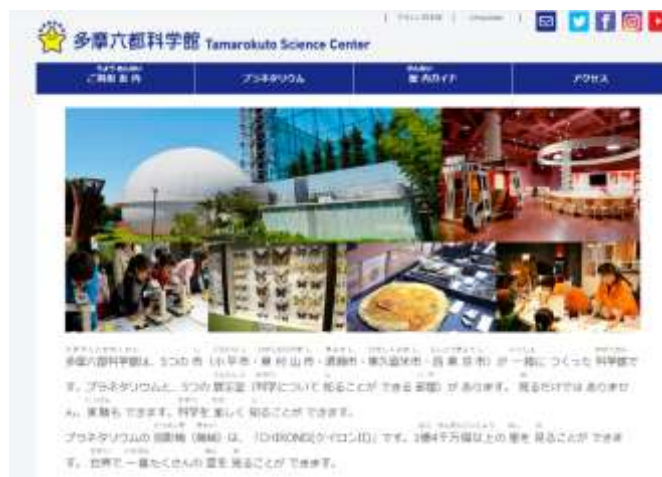 多摩六都科学館 Tamarokuto Science Center
ご利用案内 プラネタリウム 館内ガイド アクセス
多摩六都科学館は、5つの 市（小平市・東村山市・清瀬市・東久留米市・西東京市）が 一緒に つくった 科学館で
す。プラネタリウムと、5つの 展示室（科学について 知ることが できる 部屋）が あります。見るだけでは ありませ
ん。実験も できます。科学を 楽しく 知ることが できます。
プラネタリウムの 投影機（機械）は、「CHIRONⅡ(ケイロンⅡ)」です。1億4千万個以上の 星を 見ることが できま
す。世界で 一番たくさんの 星を 見ることが できます。